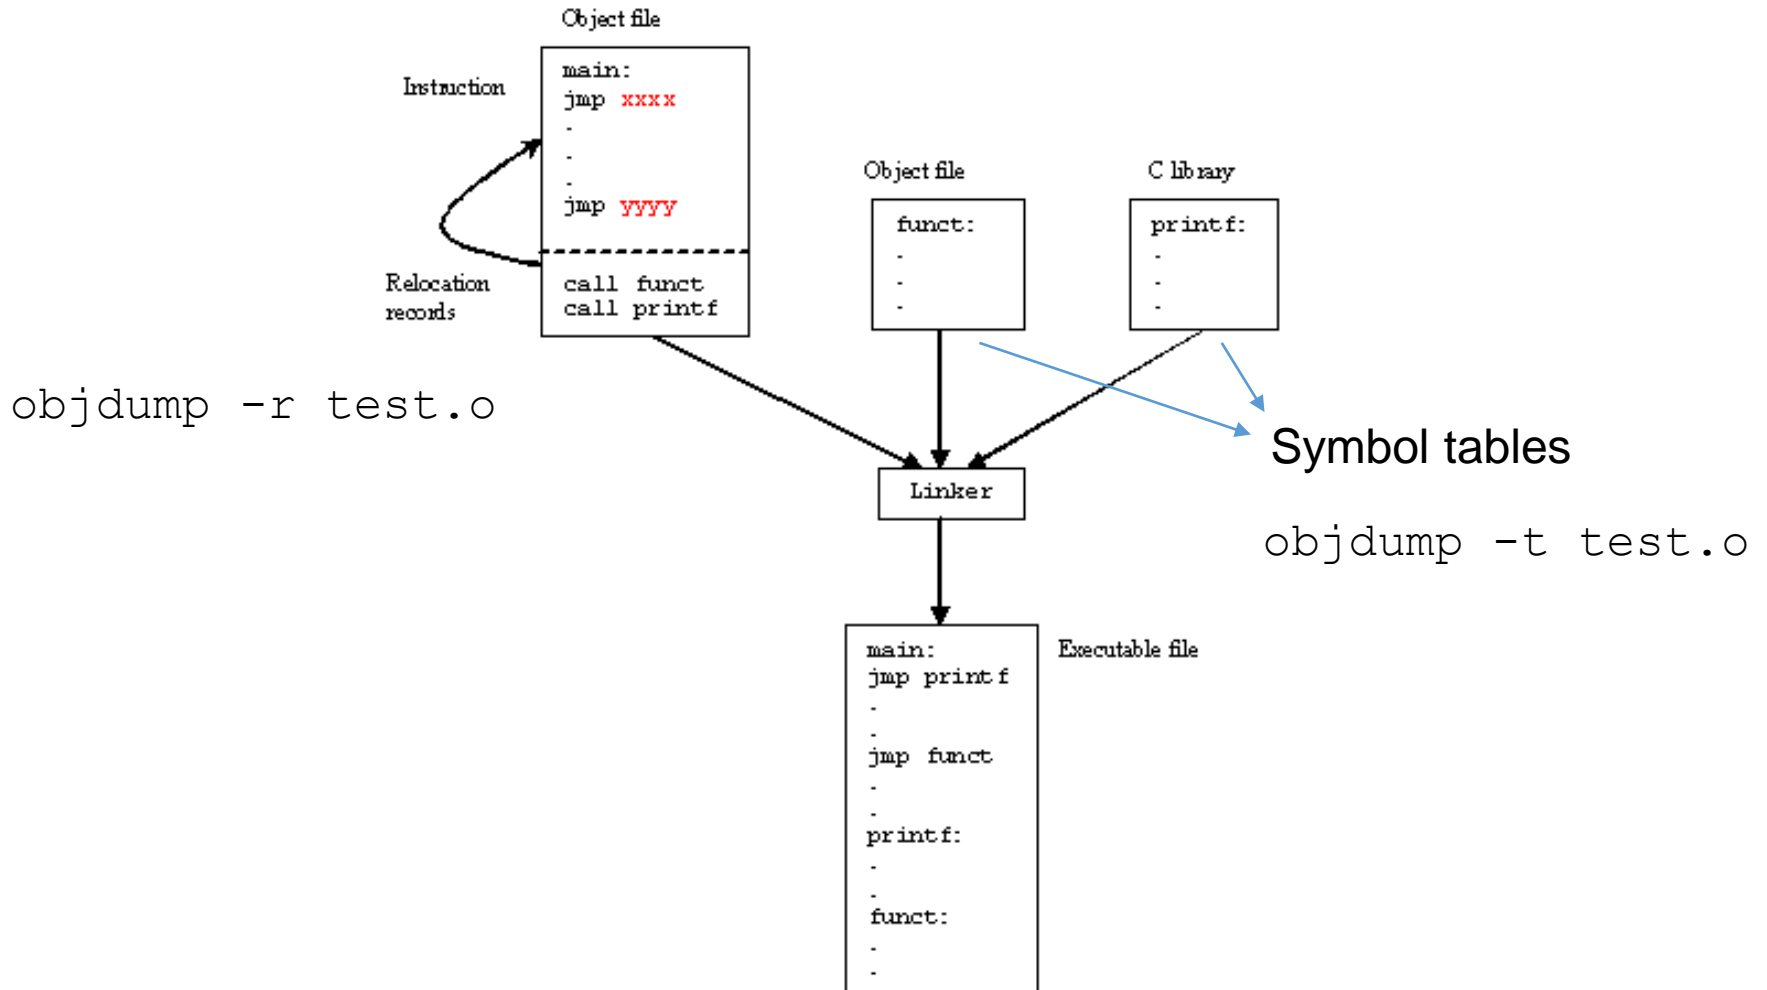 Object file
Instruction
main:
jmp xxxx
.
.
.
jmp yyyy
Relocation
records
call funct
call printf
Object file
funct:
.
.
.
C library
printf:
.
.
.
objdump -r test.o
Symbol tables
objdump -t test.o
Linker
Executable file
main:
jmp printf
.
.
jmp funct
.
.
printf:
.
.
funct:
.
.